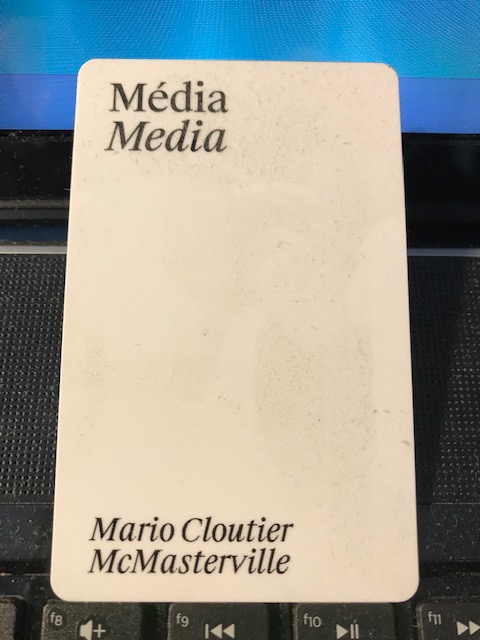 Média
Media
Mario Cloutier
McMasterville
f8
f9
f10
f11